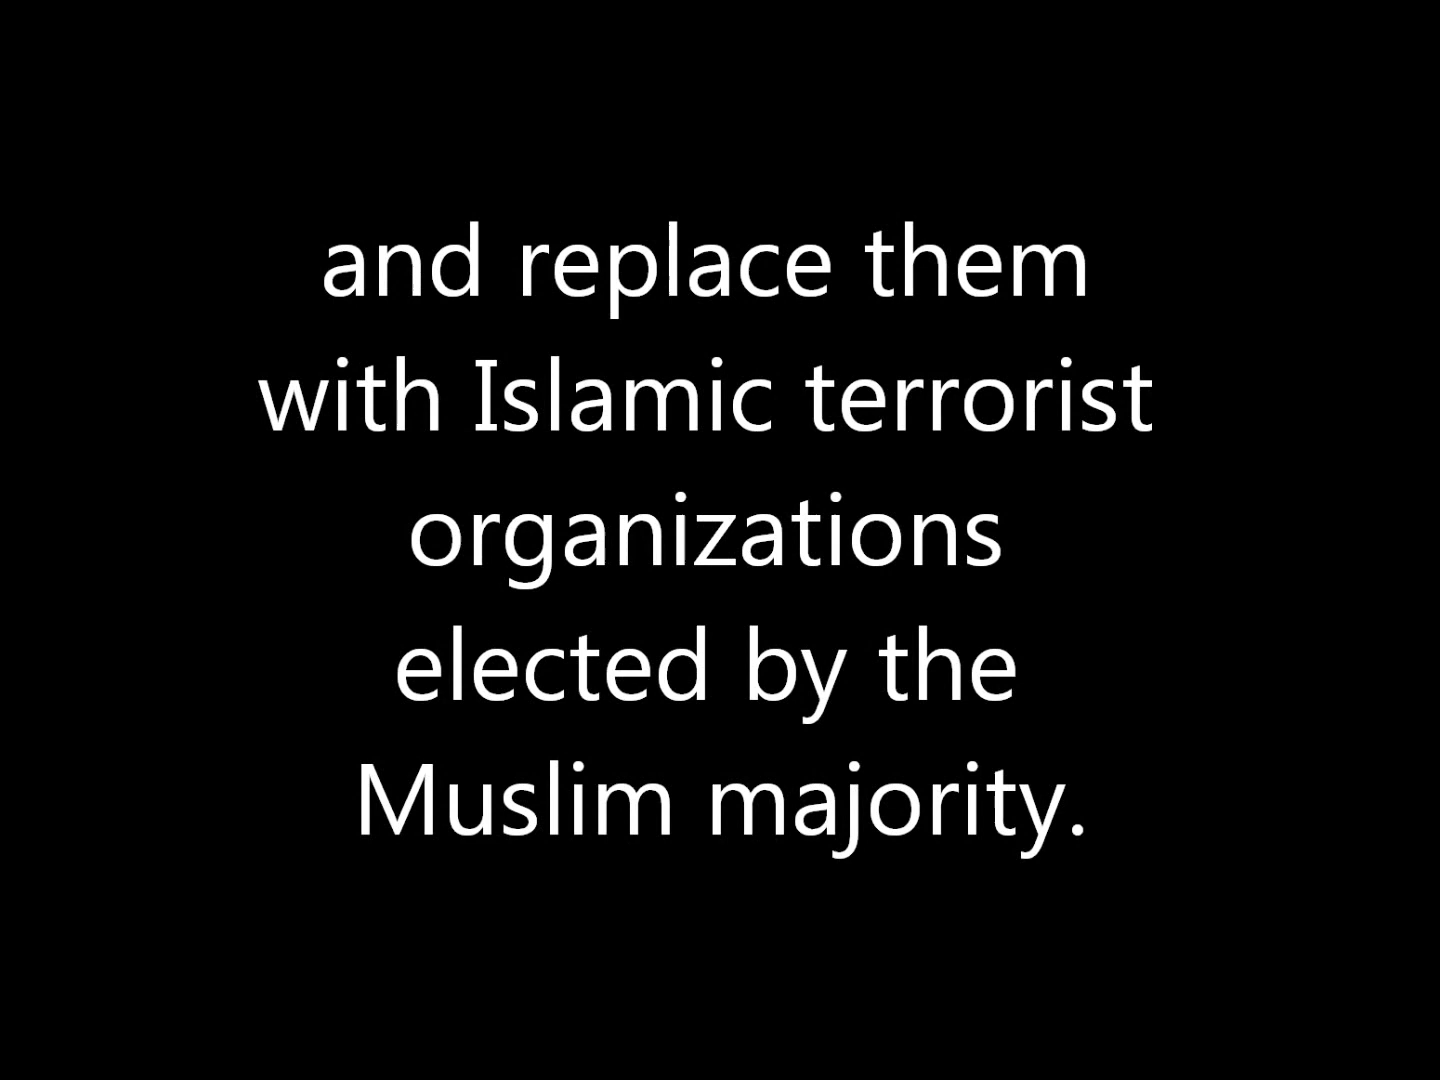 and replace them
with Islamic terrorist
organizations
elected by the
Muslim majority.